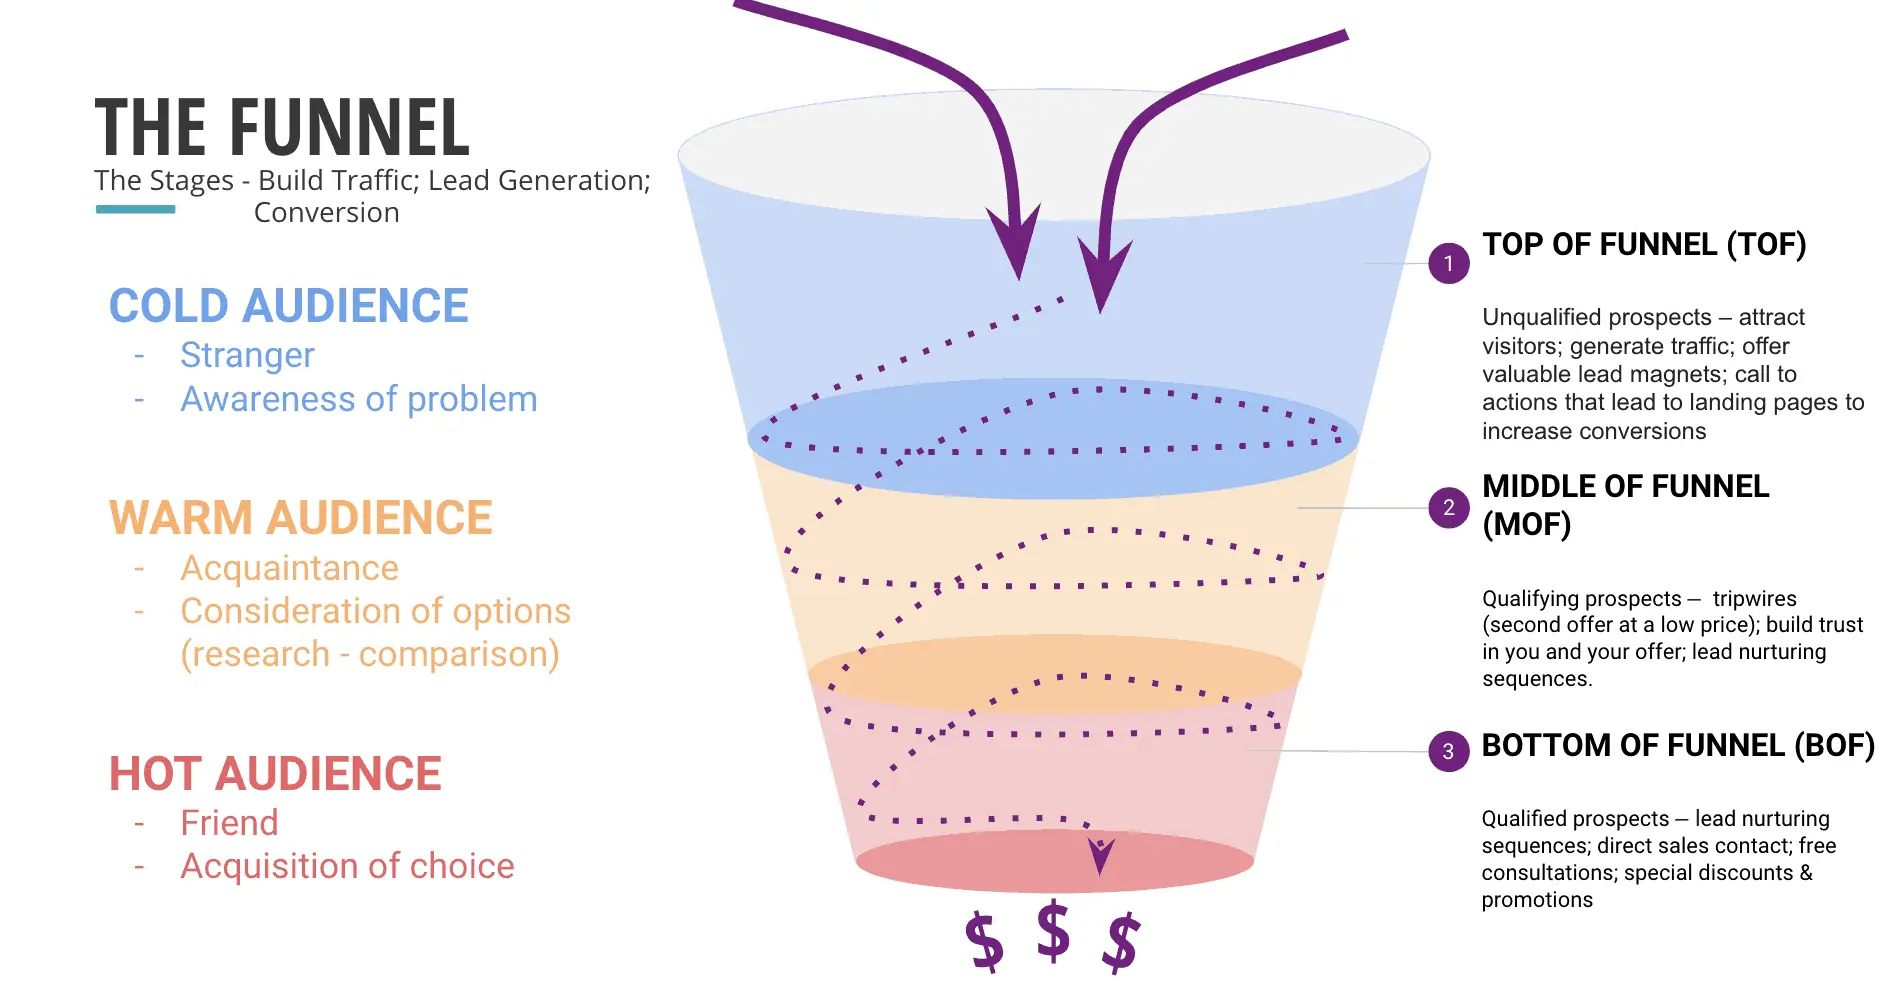 THE FUNNEL
The Stages - Build Traffic; Lead Generation;
Conversion
COLD AUDIENCE
- Stranger
- Awareness of problem
WARM AUDIENCE
- Acquaintance
- Consideration of options
(research - comparison)
HOT AUDIENCE
- Friend
- Acquisition of choice
1 TOP OF FUNNEL (TOF)
Unqualified prospects – attract
visitors; generate traffic; offer
valuable lead magnets; call to
actions that lead to landing pages to
increase conversions
2 MIDDLE OF FUNNEL
(MOF)
Qualifying prospects – tripwires
(second offer at a low price); build trust
in you and your offer; lead nurturing
sequences.
3 BOTTOM OF FUNNEL (BOF)
Qualified prospects – lead nurturing
sequences; direct sales contact; free
consultations; special discounts &
promotions
$ $ $